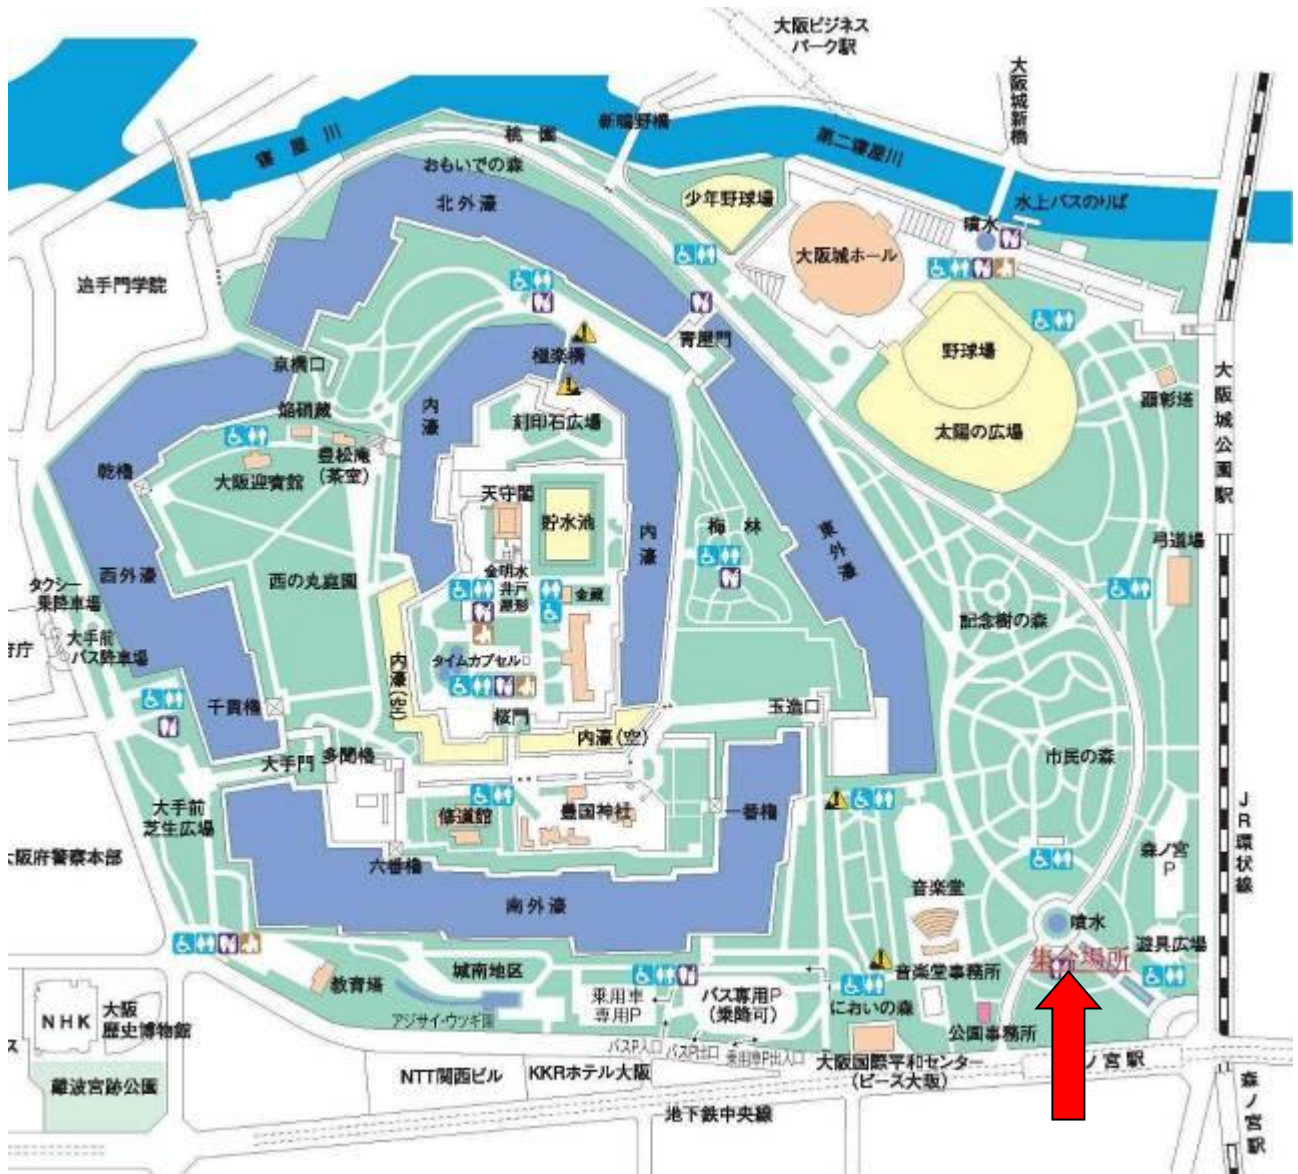 大阪ビジネス
パーク駅
大阪城新橋
寝屋川
桃園
新鴫野橋
第二寝屋川
おもいでの森
北外濠
少年野球場
水上バスのりば
噴水
大阪城ホール
追手門学院
青屋門
極楽橋
野球場
京橋口
大阪城公園駅
内濠
顕彰塔
焔硝蔵
刻印石広場
太陽の広場
豊松庵
(茶室)
乾櫓
大阪迎賓館
天守閣
貯水池
梅林
内濠
東外濠
弓道場
西外濠
西の丸庭園
金明水
井戸
屋形
金蔵
タクシー
乗降車場
記念樹の森
大手前
バス降車場
府庁
タイムカプセル
内濠(空)
千貫櫓
桜門
玉造口
内濠(空)
大手門
多聞櫓
市民の森
大手前
芝生広場
修道館
豊国神社
一番櫓
JR環状線
大阪府警察本部
六番櫓
森ノ宮
P
音楽堂
南外濠
噴水
遊具広場
集合場所
城南地区
音楽堂事務所
教育塔
乗用車
専用P
バス専用P
(乗降可)
においの森
NHK
大阪
歴史博物館
アジサイ・ウツギ園
公園事務所
バスP入口
バスP出口
乗用車P出入口
大阪国際平和センター
(ピース大阪)
ノ宮駅
ス
難波宮跡公園
NTT関西ビル
KKRホテル大阪
地下鉄中央線
森ノ宮駅